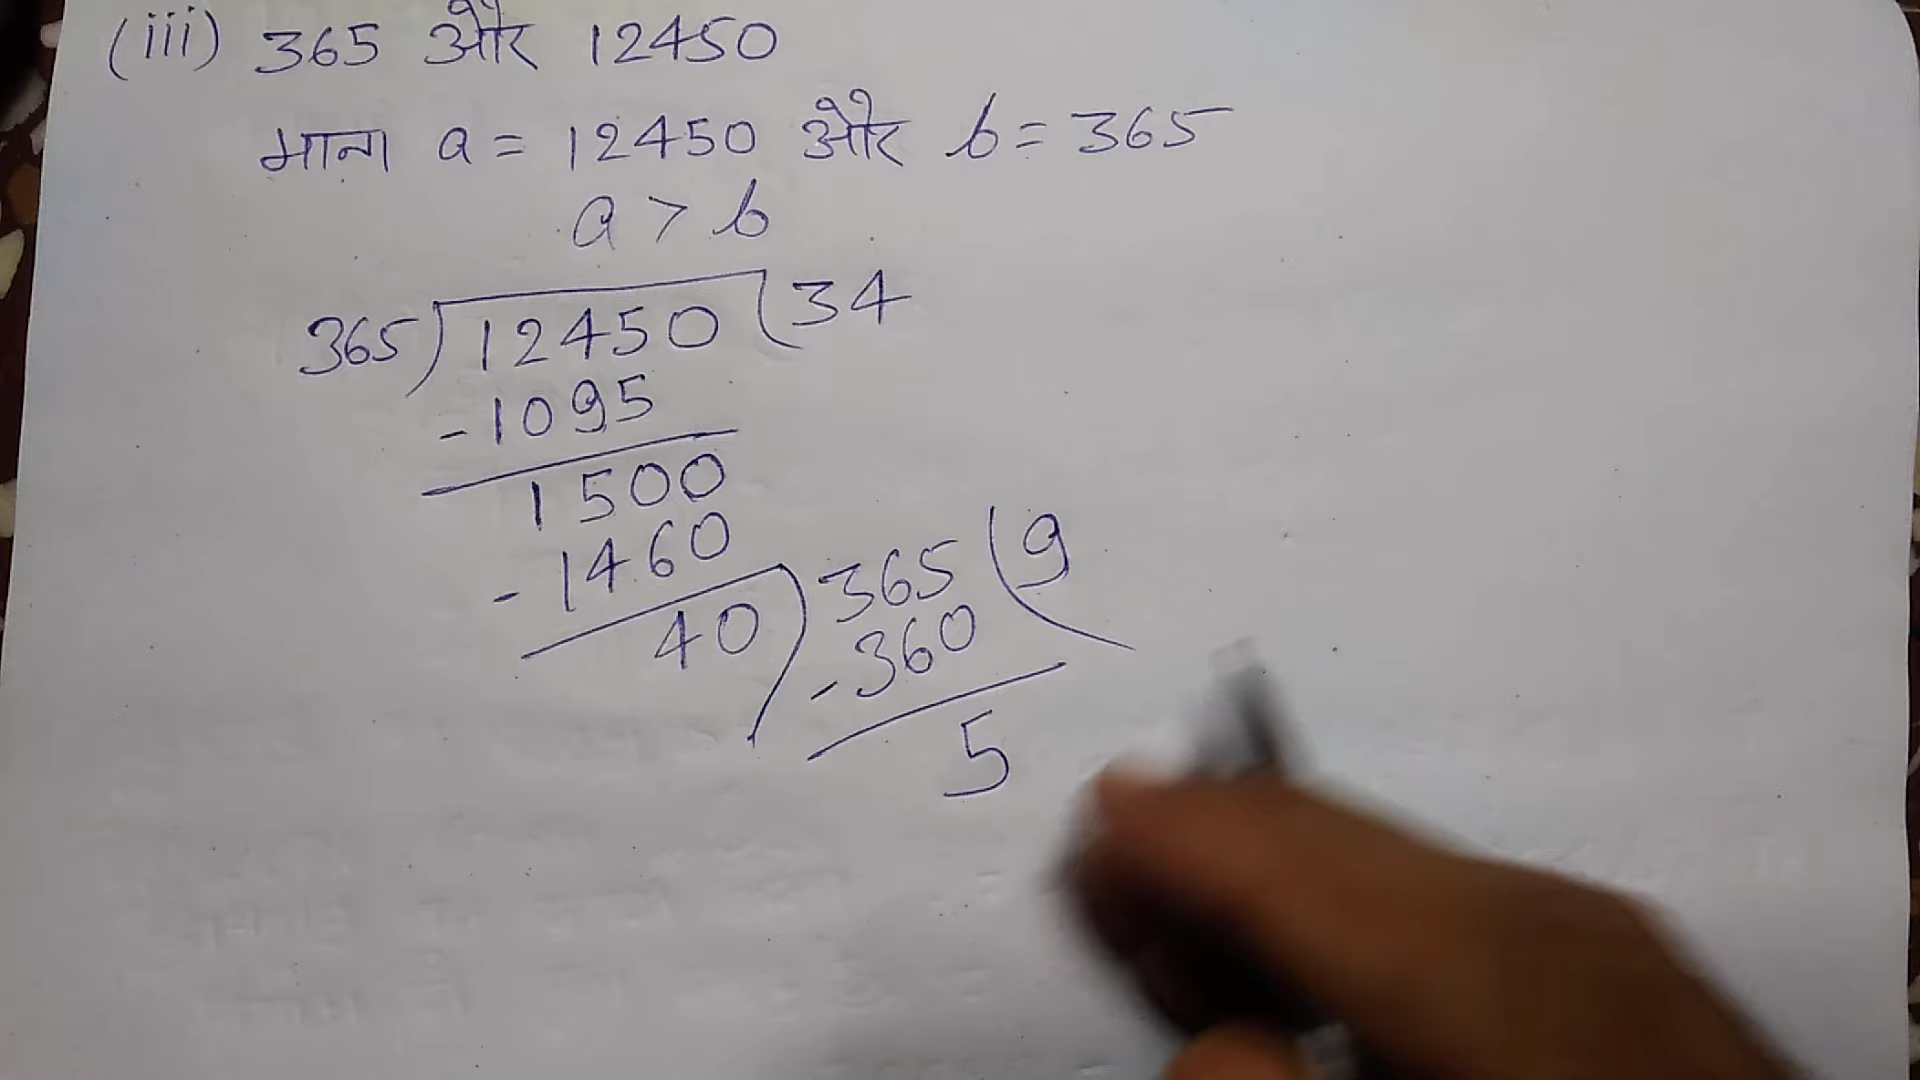 (iii) 365 और 12450
माना a = 12450 और b = 365
a > b
365 ) 12450 ( 34
- 1095
1500
- 1460
40 ) 365 ( 9
- 360
5